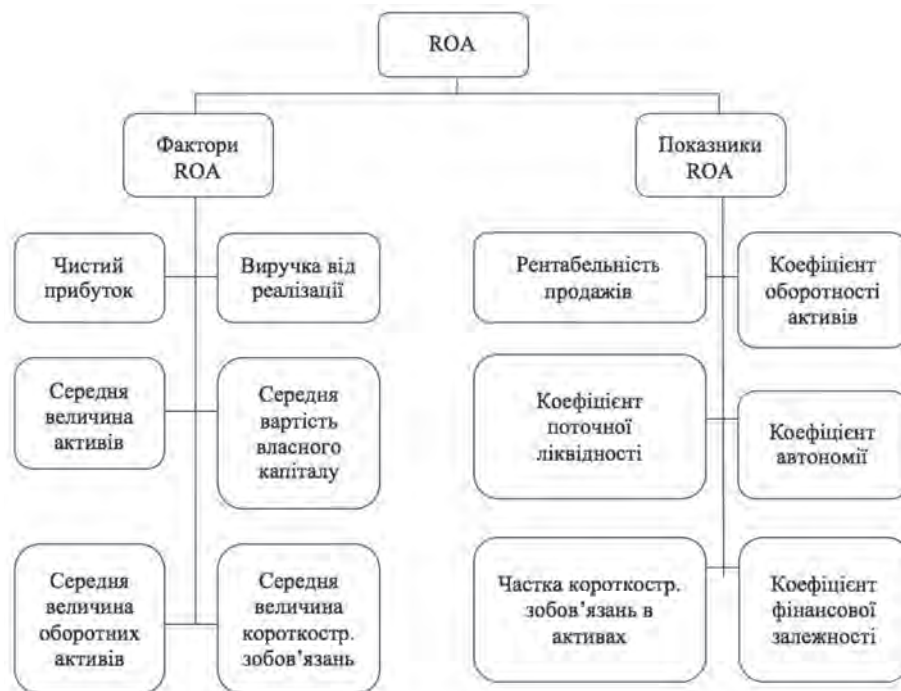 ROA
Фактори
ROA
Показники
ROA
Чистий
прибуток
Виручка від
реалізації
Рентабельність
продажів
Коефіцієнт
оборотності
активів
Середня
величина
активів
Середня
вартість
власного
капіталу
Коефіцієнт
поточної
ліквідності
Коефіцієнт
автономії
Середня
величина
оборотних
активів
Середня
величина
короткостр.
зобов’язань
Частка короткостр.
зобов’язань в
активах
Коефіцієнт
фінансової
залежності